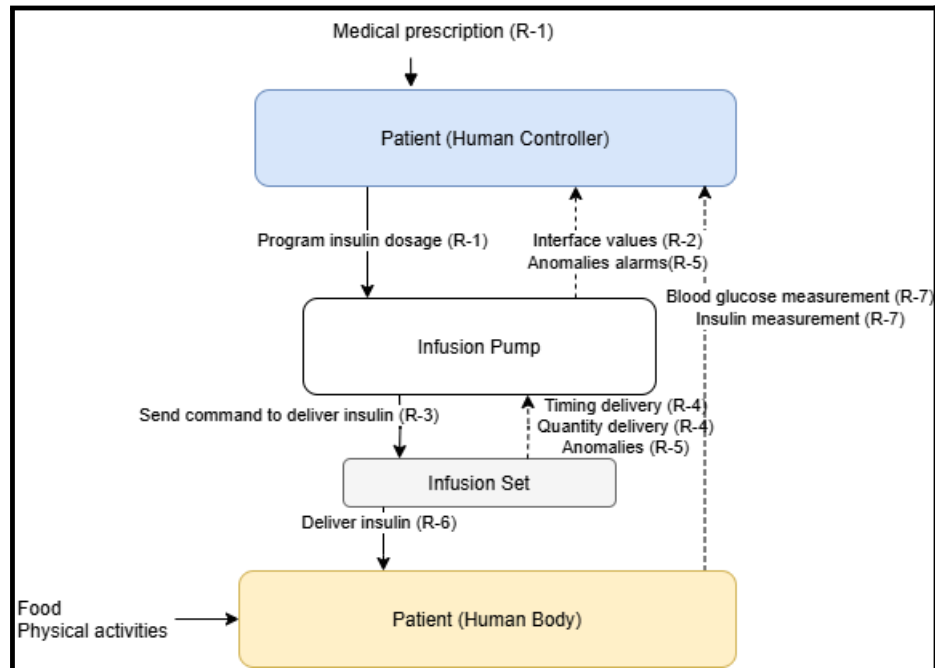 Medical prescription (R-1)
Patient (Human Controller)
Program insulin dosage (R-1)
Interface values (R-2)
Anomalies alarms(R-5)
Blood glucose measurement (R-7)
Insulin measurement (R-7)
Infusion Pump
Send command to deliver insulin (R-3)
Timing delivery (R-4)
Quantity delivery (R-4)
Anomalies (R-5)
Infusion Set
Deliver insulin (R-6)
Food
Physical activities
Patient (Human Body)